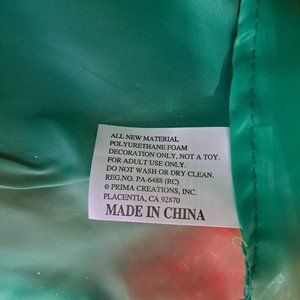 ALL NEW MATERIAL
POLYURETHANE FOAM
DECORATION ONLY, NOT A TOY.
FOR ADULT USE ONLY.
DO NOT WASH OR DRY CLEAN.
REG.NO. PA-6488 (RC)
© PRIMA CREATIONS, INC.
PLACENTIA, CA 92870
MADE IN CHINA